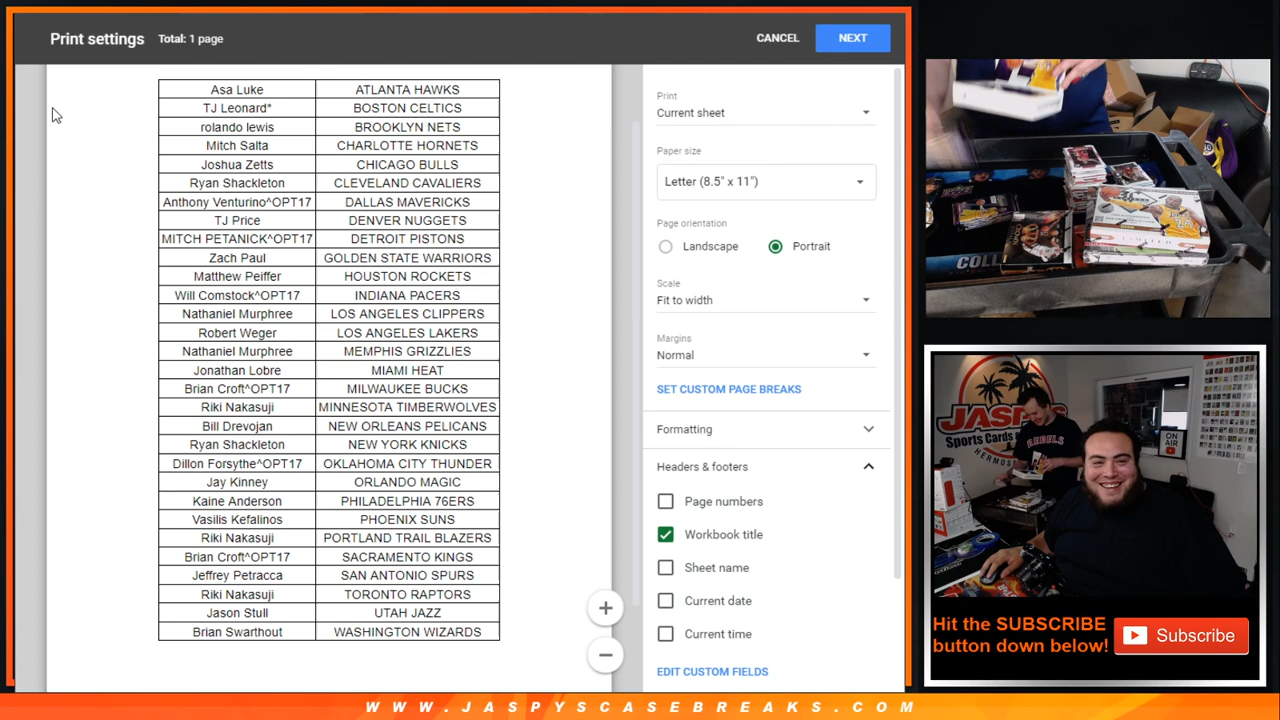 Print settings Total: 1 page CANCEL NEXT
Asa Luke ATLANTA HAWKS
TJ Leonard* BOSTON CELTICS
rolando lewis BROOKLYN NETS
Mitch Salta CHARLOTTE HORNETS
Joshua Zetts CHICAGO BULLS
Ryan Shackleton CLEVELAND CAVALIERS
Anthony Venturino^OPT17 DALLAS MAVERICKS
TJ Price DENVER NUGGETS
MITCH PETANICK^OPT17 DETROIT PISTONS
Zach Paul GOLDEN STATE WARRIORS
Matthew Peiffer HOUSTON ROCKETS
Will Comstock^OPT17 INDIANA PACERS
Nathaniel Murphree LOS ANGELES CLIPPERS
Robert Weger LOS ANGELES LAKERS
Nathaniel Murphree MEMPHIS GRIZZLIES
Jonathan Lobre MIAMI HEAT
Brian Croft^OPT17 MILWAUKEE BUCKS
Riki Nakasuji MINNESOTA TIMBERWOLVES
Bill Drevojan NEW ORLEANS PELICANS
Ryan Shackleton NEW YORK KNICKS
Dillon Forsythe^OPT17 OKLAHOMA CITY THUNDER
Jay Kinney ORLANDO MAGIC
Kaine Anderson PHILADELPHIA 76ERS
Vasilis Kefalinos PHOENIX SUNS
Riki Nakasuji PORTLAND TRAIL BLAZERS
Brian Croft^OPT17 SACRAMENTO KINGS
Jeffrey Petracca SAN ANTONIO SPURS
Riki Nakasuji TORONTO RAPTORS
Jason Stull UTAH JAZZ
Brian Swarthout WASHINGTON WIZARDS
Print
Current sheet
Paper size
Letter (8.5" x 11")
Page orientation
Landscape Portrait
Scale
Fit to width
Margins
Normal
SET CUSTOM PAGE BREAKS
Formatting
Headers & footers
Page numbers
Workbook title
Sheet name
Current date
Current time
EDIT CUSTOM FIELDS
24
JASPY'S
Sports Cards
HERMOS
REBELS
ON
AIR
Hit the SUBSCRIBE
button down below!
Subscribe
WWW.JASPYSCASEBREAKS.COM